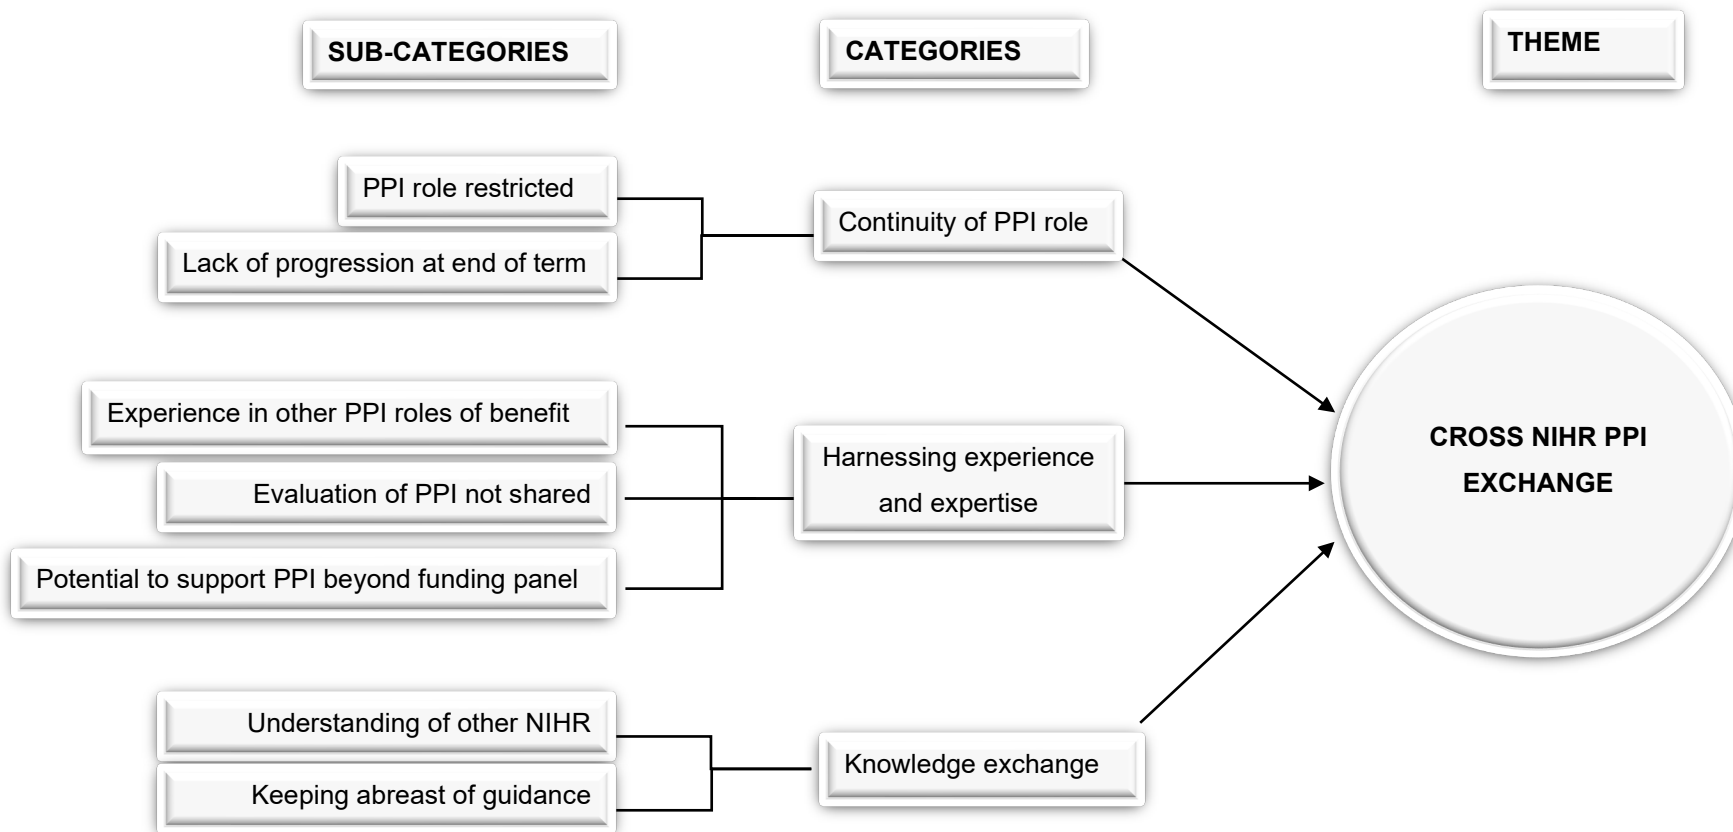 SUB-CATEGORIES
CATEGORIES
THEME
PPI role restricted
Lack of progression at end of term
Continuity of PPI role
Experience in other PPI roles of benefit
Evaluation of PPI not shared
Potential to support PPI beyond funding panel
Harnessing experience
and expertise
Understanding of other NIHR
Keeping abreast of guidance
Knowledge exchange
CROSS NIHR PPI
EXCHANGE